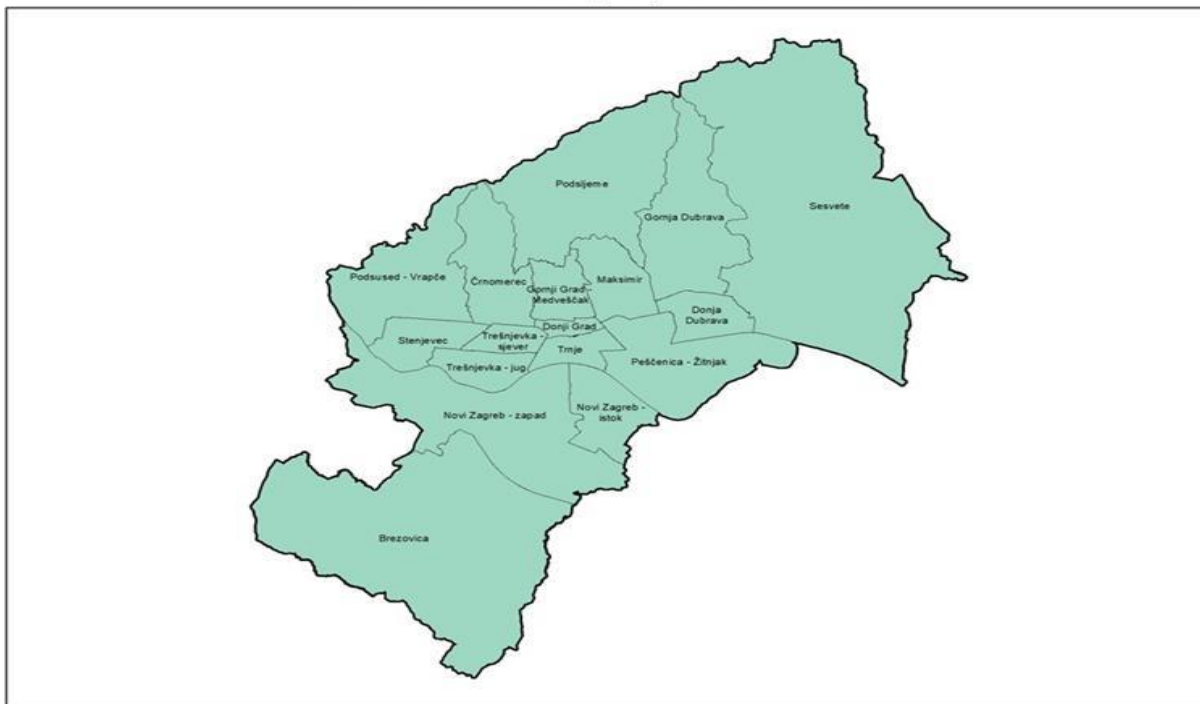 Podsljeme
Sesvete
Gornja Dubrava
Podsused - Vrapče
Črnomerec
Gornji Grad -
Medveščak
Maksimir
Donja
Dubrava
Donji Grad
Stenjevec
Trešnjevka -
sjever
Trnje
Peščenica - Žitnjak
Trešnjevka - jug
Novi Zagreb - zapad
Novi Zagreb -
istok
Brezovica